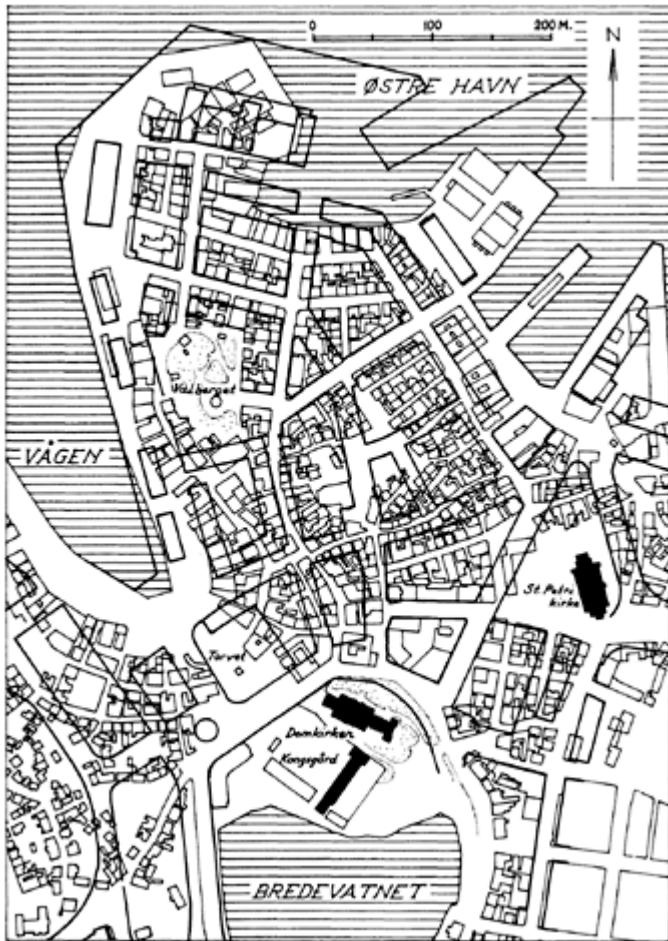 0 100 200 M.
N
ØSTRE HAVN
Valberget
VÅGEN
St. Petri
kirke
Torvet
Domkirken
Kongsgård
BREDEVATNET